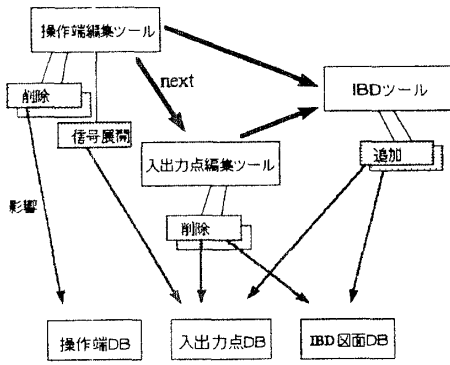 操作端編集ツール
next
IBDツール
削除
信号展開
追加
入出力点編集ツール
影響
削除
操作端DB
入出力点DB
IBD図面DB